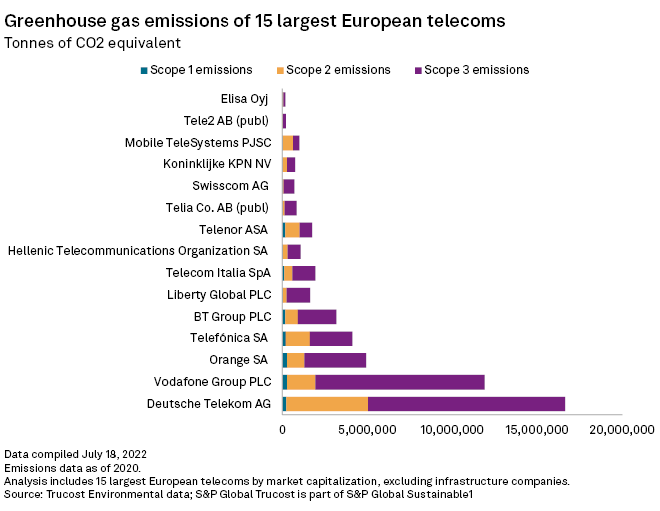 Greenhouse gas emissions of 15 largest European telecoms
Tonnes of CO2 equivalent
Scope 1 emissions Scope 2 emissions Scope 3 emissions
Elisa Oyj
Tele2 AB (publ)
Mobile TeleSystems PJSC
Koninklijke KPN NV
Swisscom AG
Telia Co. AB (publ)
Telenor ASA
Hellenic Telecommunications Organization SA
Telecom Italia SpA
Liberty Global PLC
BT Group PLC
Telefónica SA
Orange SA
Vodafone Group PLC
Deutsche Telekom AG
0 5,000,000 10,000,000 15,000,000 20,000,000
Data compiled July 18, 2022
Emissions data as of 2020.
Analysis includes 15 largest European telecoms by market capitalization, excluding infrastructure companies.
Source: Trucost Environmental data; S&P Global Trucost is part of S&P Global Sustainable1